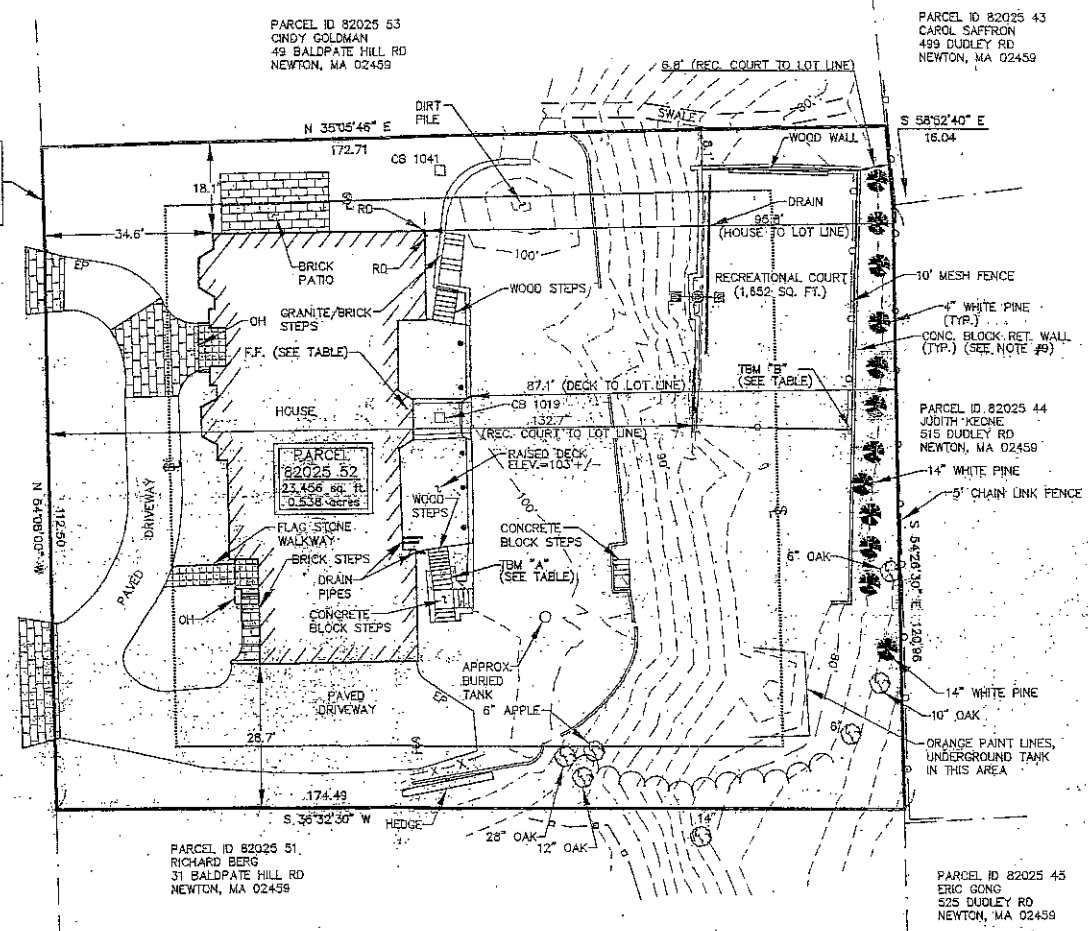 PARCEL ID 82025 53
CINDY GOLDMAN
49 BALDPATE HILL RD
NEWTON, MA 02459
PARCEL ID 82025 43
CAROL SAFFRON
499 DUDLEY RD
NEWTON, MA 02459
6.8' (REC. COURT TO LOT LINE)
DIRT
PILE
SWALE
80'
N 35°05'46" E
172.71
S 58°52'40" E
16.04
WOOD WALL
CB 1041
8.1'
18.1'
RD
DRAIN
95.8'
(HOUSE TO LOT LINE)
34.6'
EP
BRICK
PATIO
RD
100'
WOOD STEPS
RECREATIONAL COURT
(1,652 SQ. FT.)
10' MESH FENCE
4" WHITE PINE
(TYP.)
OH
GRANITE/BRICK
STEPS
CONC. BLOCK RET. WALL
(TYP.) (SEE NOTE #9)
F.F. (SEE TABLE)
TBM "B"
(SEE TABLE)
87.1' (DECK TO LOT LINE)
CB 1019
132.7'
(REC. COURT TO LOT LINE)
HOUSE
PARCEL ID 82025 44
JUDITH KEONE
515 DUDLEY RD
NEWTON, MA 02459
PARCEL
82025 52
23,456 sq. ft.
0.538 acres
RAISED DECK
ELEV.=103'+/-
90'
14" WHITE PINE
5' CHAIN LINK FENCE
N 54°06'00" W
112.50
DRIVEWAY
PAVED
WOOD
STEPS
100'
CONCRETE
BLOCK STEPS
FLAG STONE
WALKWAY
BRICK STEPS
TBM "A"
(SEE TABLE)
6" OAK
S 54°26'30" E
120.96
DRAIN
PIPES
OH
CONCRETE
BLOCK STEPS
APPROX
BURIED
TANK
80'
PAVED
DRIVEWAY
EP
6" APPLE
14" WHITE PINE
10" OAK
28.7'
6"
ORANGE PAINT LINES,
UNDERGROUND TANK
IN THIS AREA
174.49
S 36°32'30" W
HEDGE
28" OAK
12" OAK
14"
PARCEL ID 82025 51
RICHARD BERG
31 BALDPATE HILL RD
NEWTON, MA 02459
PARCEL ID 82025 45
ERIC GONG
525 DUDLEY RD
NEWTON, MA 02459